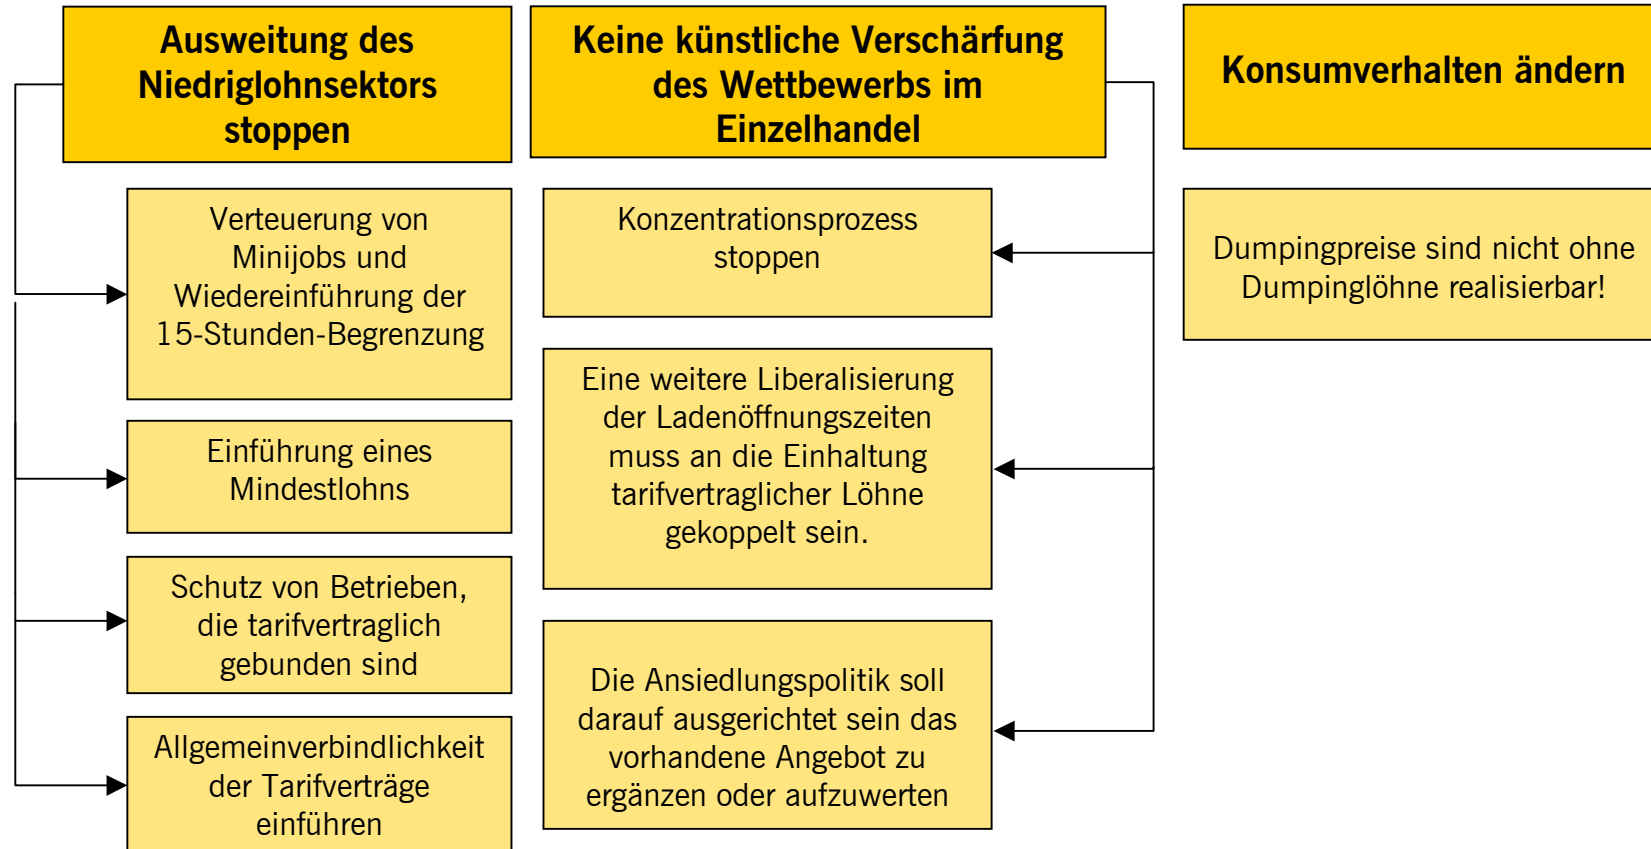 Ausweitung des
Niedriglohnsektors
stoppen
Verteuerung von
Minijobs und
Wiedereinführung der
15-Stunden-Begrenzung
Einführung eines
Mindestlohns
Schutz von Betrieben,
die tarifvertraglich
gebunden sind
Allgemeinverbindlichkeit
der Tarifverträge
einführen
Keine künstliche Verschärfung
des Wettbewerbs im
Einzelhandel
Konzentrationsprozess
stoppen
Eine weitere Liberalisierung
der Ladenöffnungszeiten
muss an die Einhaltung
tarifvertraglicher Löhne
gekoppelt sein.
Die Ansiedlungspolitik soll
darauf ausgerichtet sein das
vorhandene Angebot zu
ergänzen oder aufzuwerten
Konsumverhalten ändern
Dumpingpreise sind nicht ohne
Dumpinglöhne realisierbar!